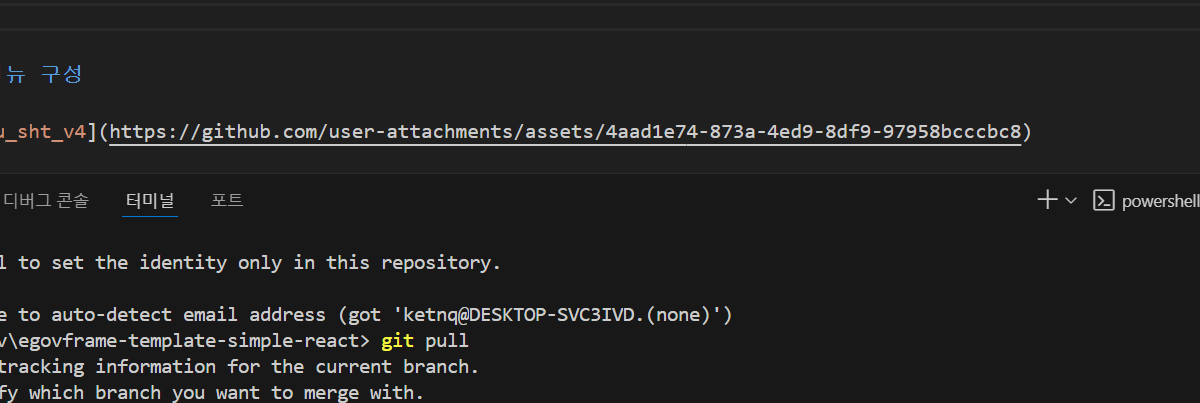 뉴 구성
u_sht_v4](https://github.com/user-attachments/assets/4aad1e74-873a-4ed9-8df9-97958bcccbc8)
디버그 콘솔 터미널 포트 powershell
l to set the identity only in this repository.
e to auto-detect email address (got 'ketnq@DESKTOP-SVC3IVD.(none)')
v\egovframe-template-simple-react> git pull
tracking information for the current branch.
fy which branch you want to merge with.